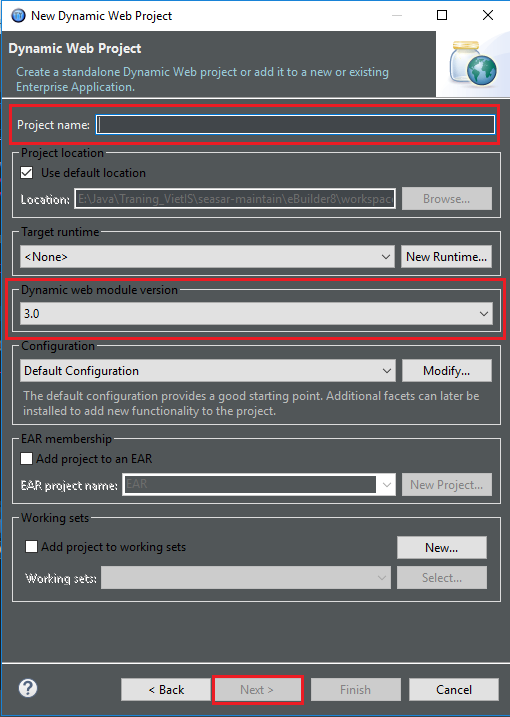 New Dynamic Web Project
Dynamic Web Project
Create a standalone Dynamic Web project or add it to a new or existing
Enterprise Application.
Project name:
Project location
Use default location
Location: E:\Java\Traning_VietIS\seasar-maintain\eBuilder8\workspac Browse...
Target runtime
<None> New Runtime...
Dynamic web module version
3.0
Configuration
Default Configuration Modify...
The default configuration provides a good starting point. Additional facets can later be
installed to add new functionality to the project.
EAR membership
Add project to an EAR
EAR project name: EAR New Project...
Working sets
Add project to working sets New...
Working sets: Select...
? < Back Next > Finish Cancel